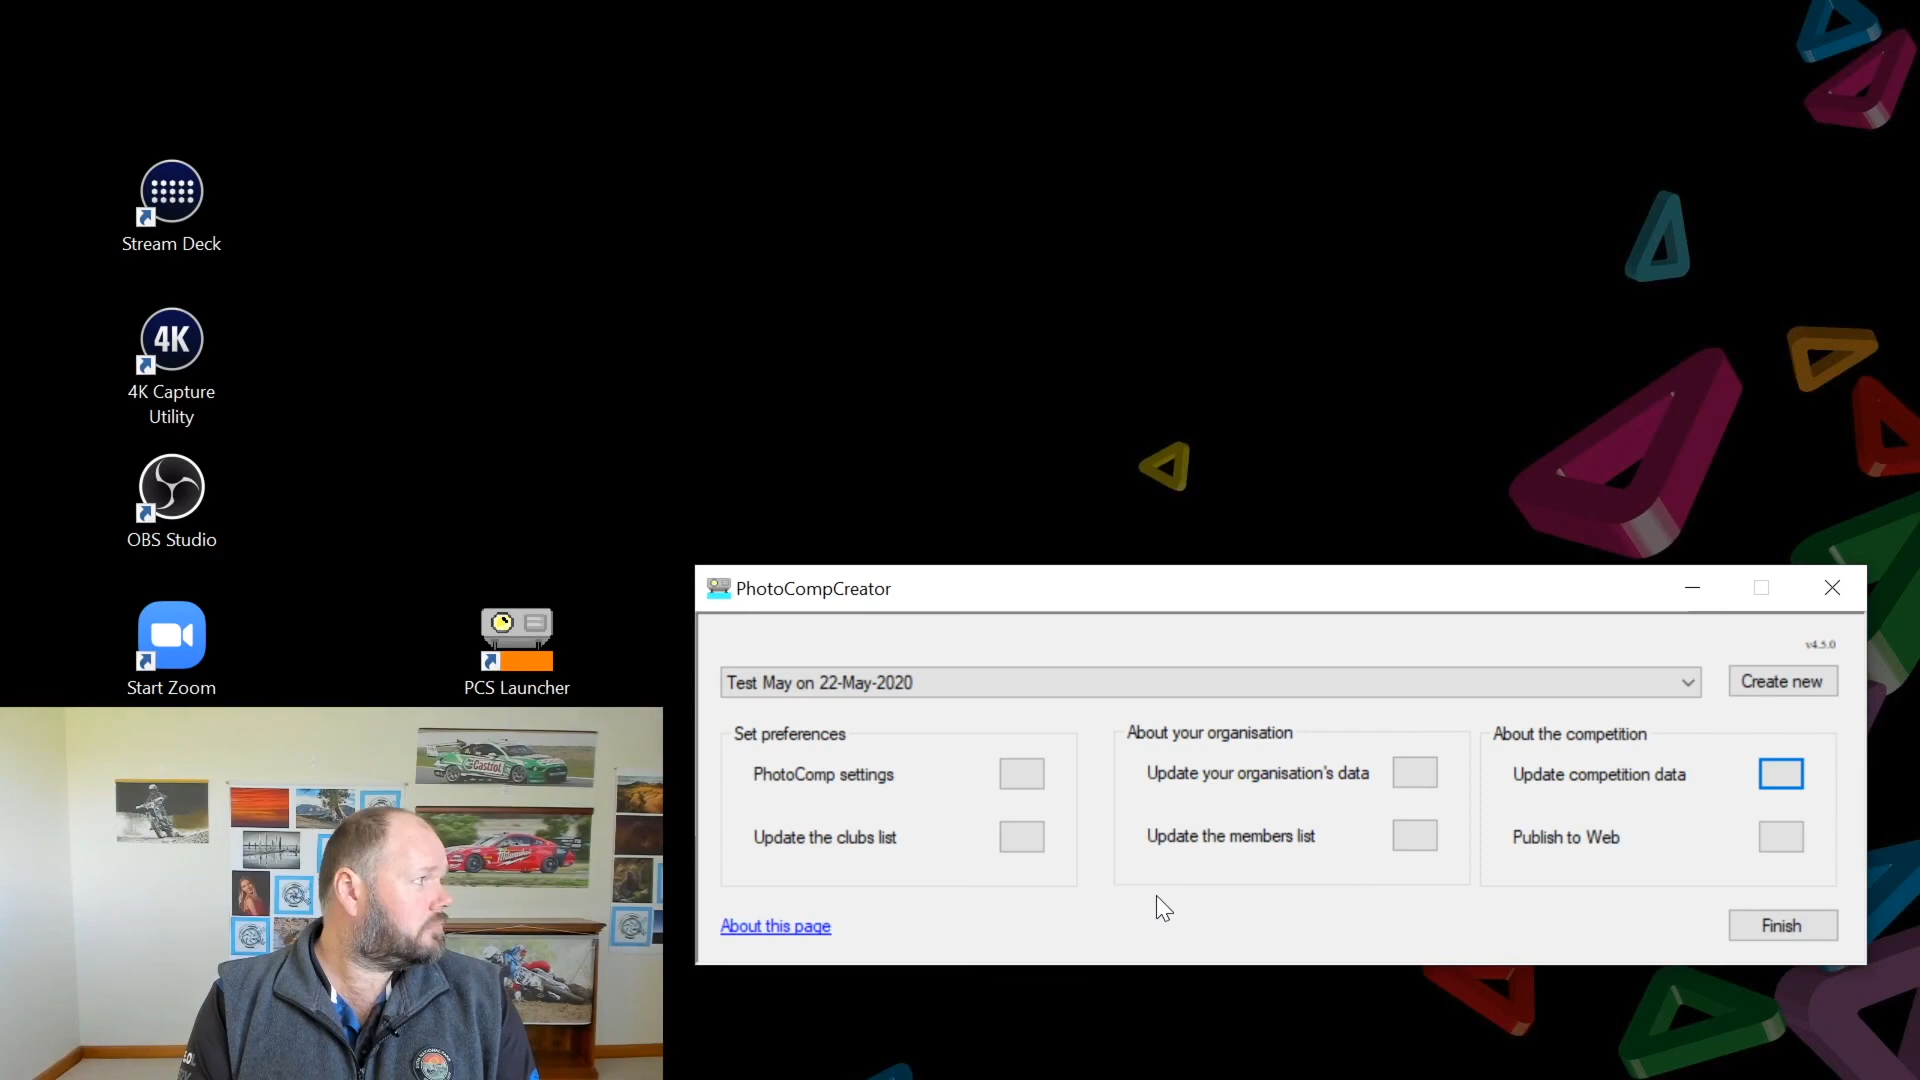 Stream Deck
4K
4K Capture
Utility
OBS Studio
Start Zoom
PCS Launcher
PhotoCompCreator
v4.5.0
Test May on 22-May-2020
Create new
Set preferences
PhotoComp settings
Update the clubs list
About your organisation
Update your organisation's data
Update the members list
About the competition
Update competition data
Publish to Web
About this page
Finish
Castrol